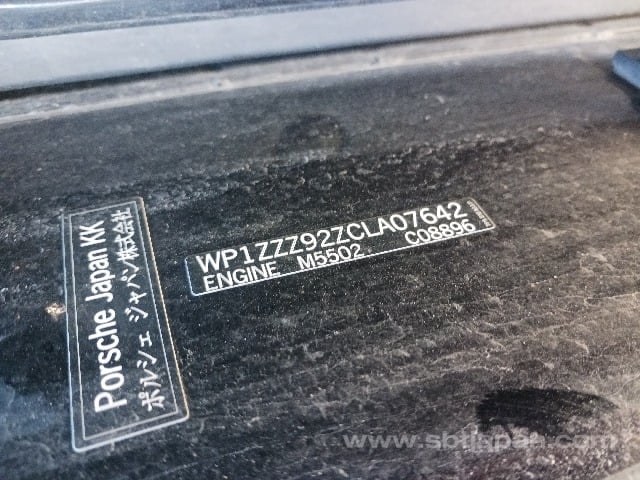 Porsche Japan KK
ポルシェ ジャパン株式会社
WP1ZZZ92ZCLA07642
ENGINE M5502 C08896
www.sbtjapan.com